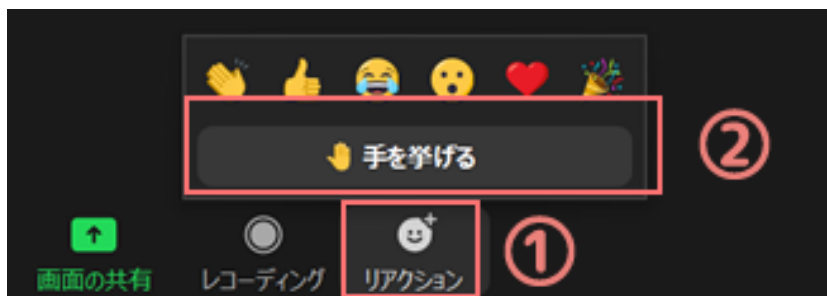 手を挙げる
②
画面の共有
レコーディング
リアクション
①